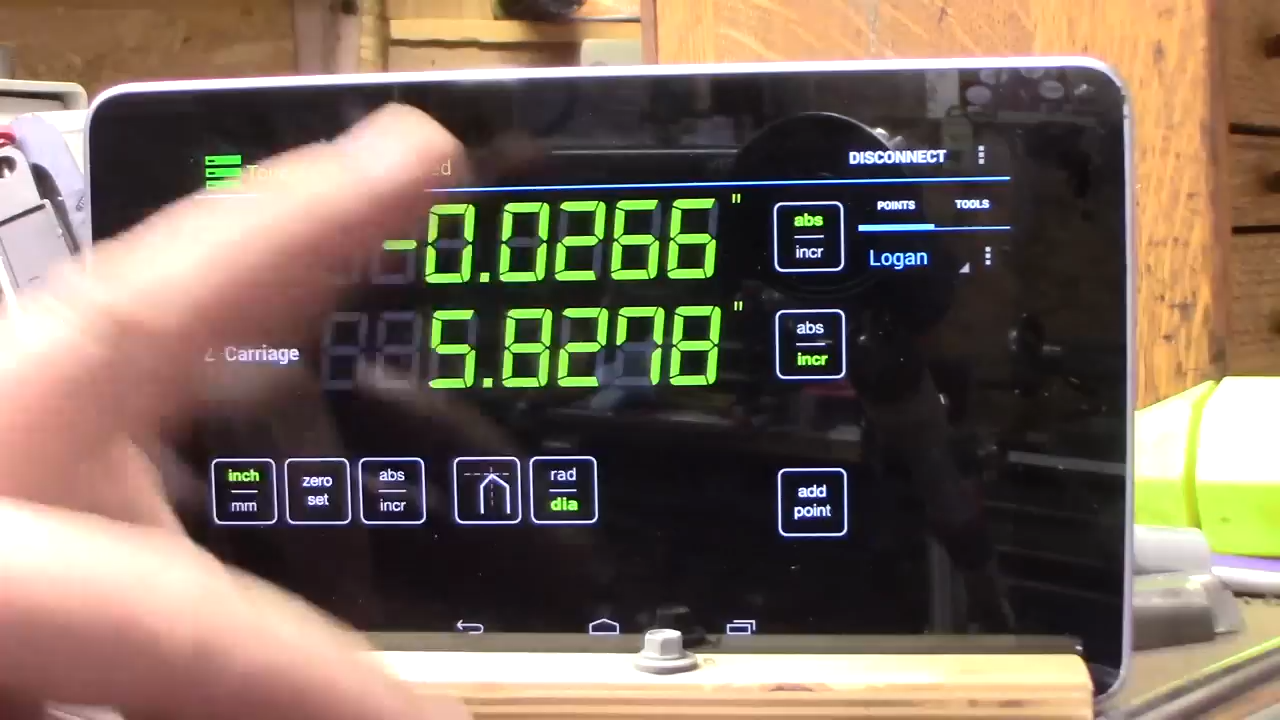 DISCONNECT
-0.0266"
abs
incr
POINTS TOOLS
Logan
Z Carriage
5.8278"
abs
incr
inch
mm
zero
set
abs
incr
rad
dia
add
point